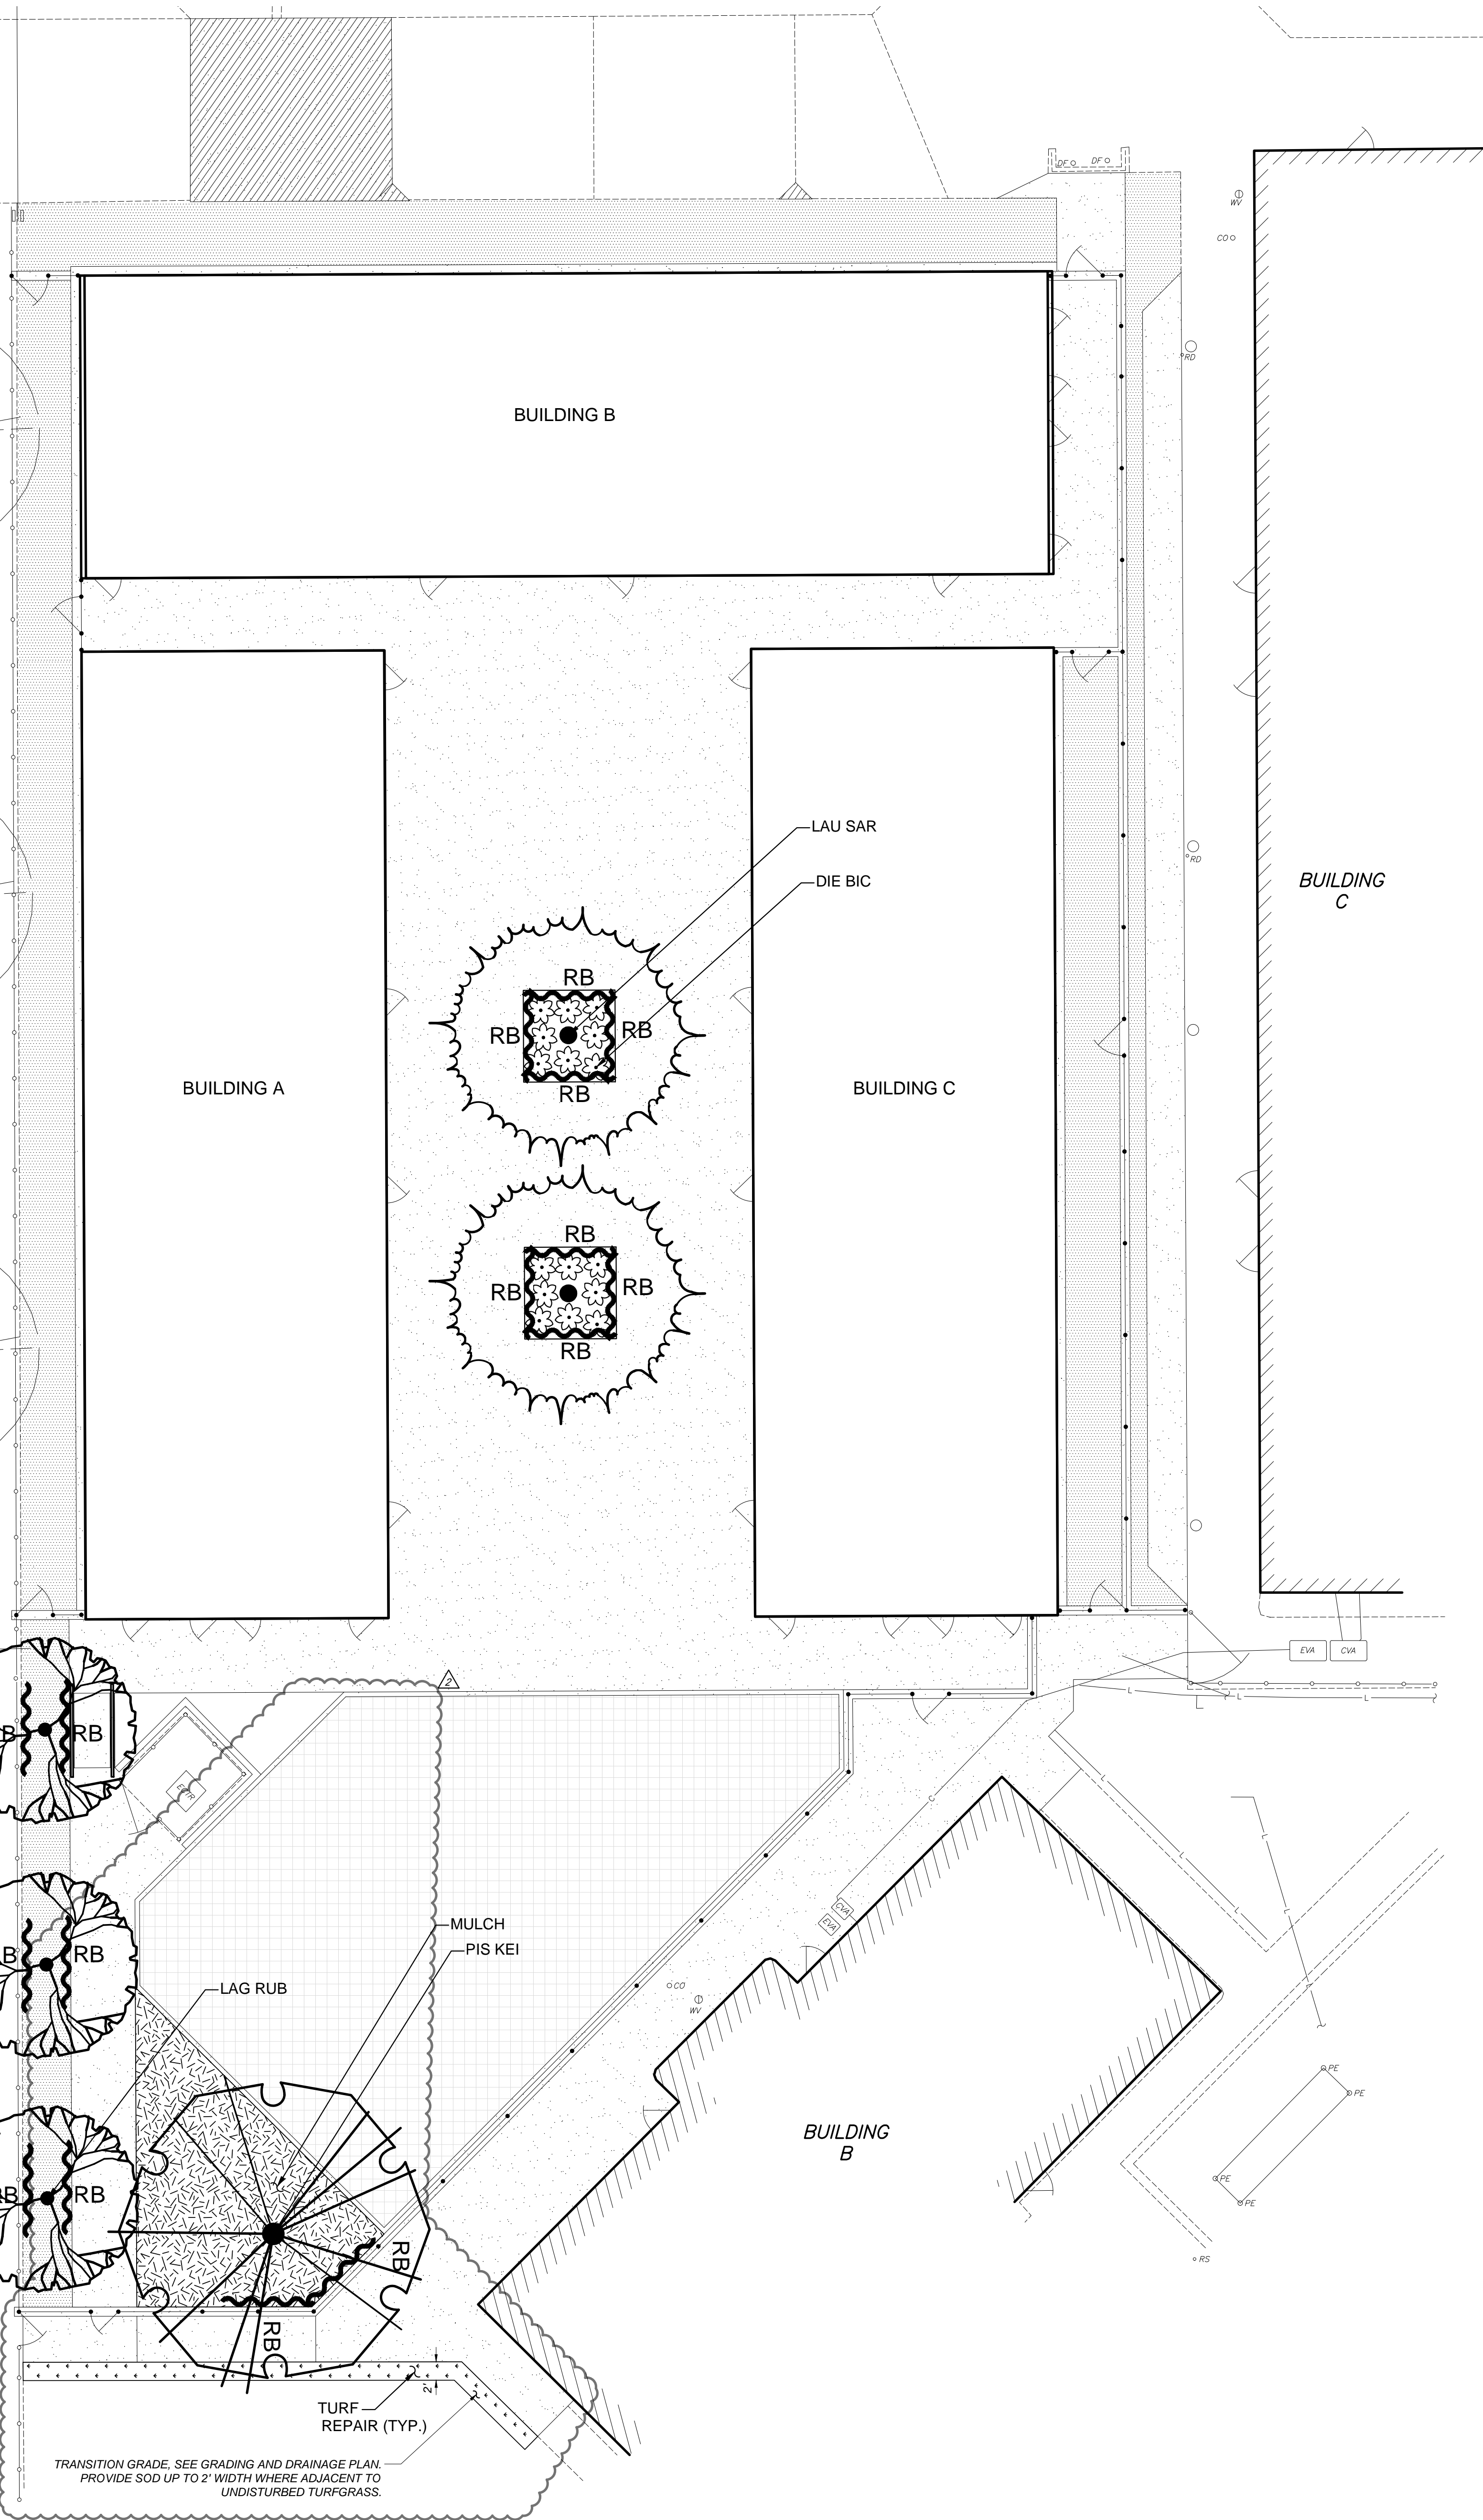 DF
DF
WV
CO
RD
BUILDING B
LAU SAR
RD
DIE BIC
BUILDING
C
RB
RB
RB
BUILDING A
BUILDING C
RB
RB
RB
RB
RB
EVA
CVA
2
L
L
L
L
RB
ECTR
L
C
L
L
L
L
CVA
MULCH
EVA
PIS KEI
RB
CO
LAG RUB
WV
PE
PE
BUILDING
B
PE
RB
PE
RB
RS
RB
2'
TURF
REPAIR (TYP.)
TRANSITION GRADE, SEE GRADING AND DRAINAGE PLAN.
PROVIDE SOD UP TO 2' WIDTH WHERE ADJACENT TO
UNDISTURBED TURFGRASS.